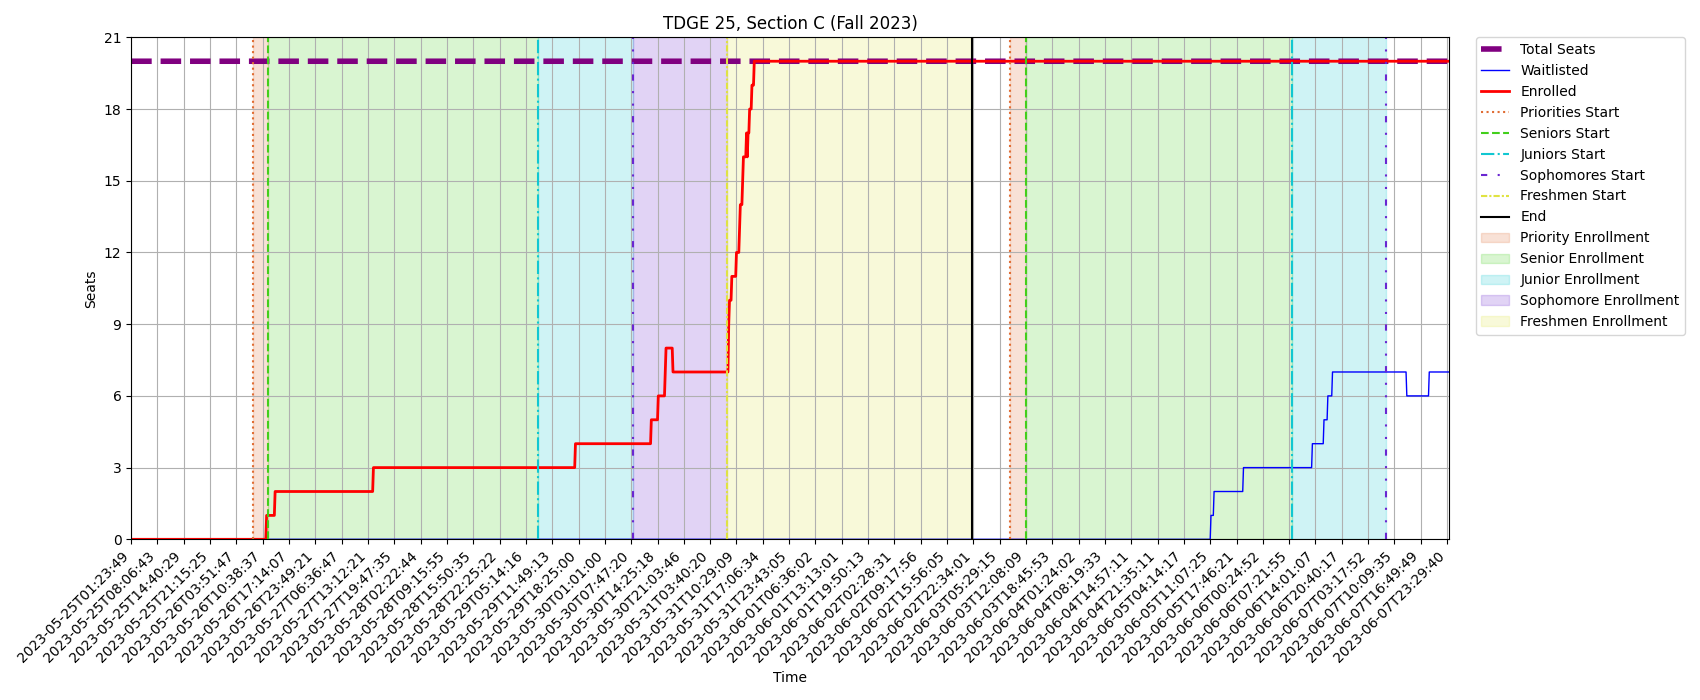 TDGE 25, Section C (Fall 2023)
Seats
21
18
15
12
9
6
3
0
2023-05-25T01:23:49
2023-05-25T08:06:43
2023-05-25T14:40:29
2023-05-25T21:15:25
2023-05-26T03:51:47
2023-05-26T10:38:37
2023-05-26T17:14:07
2023-05-26T23:49:21
2023-05-27T06:36:47
2023-05-27T13:12:21
2023-05-27T19:47:35
2023-05-28T02:22:44
2023-05-28T09:15:55
2023-05-28T15:50:35
2023-05-28T22:25:22
2023-05-29T05:14:16
2023-05-29T11:49:13
2023-05-29T18:25:00
2023-05-30T01:01:00
2023-05-30T07:47:20
2023-05-30T14:25:18
2023-05-30T21:03:46
2023-05-31T03:40:20
2023-05-31T10:29:09
2023-05-31T17:06:34
2023-05-31T23:43:05
2023-06-01T06:36:02
2023-06-01T13:13:01
2023-06-01T19:50:13
2023-06-02T02:28:31
2023-06-02T09:17:56
2023-06-02T15:56:05
2023-06-02T22:34:01
2023-06-03T05:29:15
2023-06-03T12:08:09
2023-06-03T18:45:53
2023-06-04T01:24:02
2023-06-04T08:19:33
2023-06-04T14:57:11
2023-06-04T21:35:11
2023-06-05T04:14:17
2023-06-05T11:07:25
2023-06-05T17:46:21
2023-06-06T00:24:52
2023-06-06T07:21:55
2023-06-06T14:01:07
2023-06-06T20:40:17
2023-06-07T03:17:52
2023-06-07T10:09:35
2023-06-07T16:49:49
2023-06-07T23:29:40
Time
Total Seats
Waitlisted
Enrolled
Priorities Start
Seniors Start
Juniors Start
Sophomores Start
Freshmen Start
End
Priority Enrollment
Senior Enrollment
Junior Enrollment
Sophomore Enrollment
Freshmen Enrollment